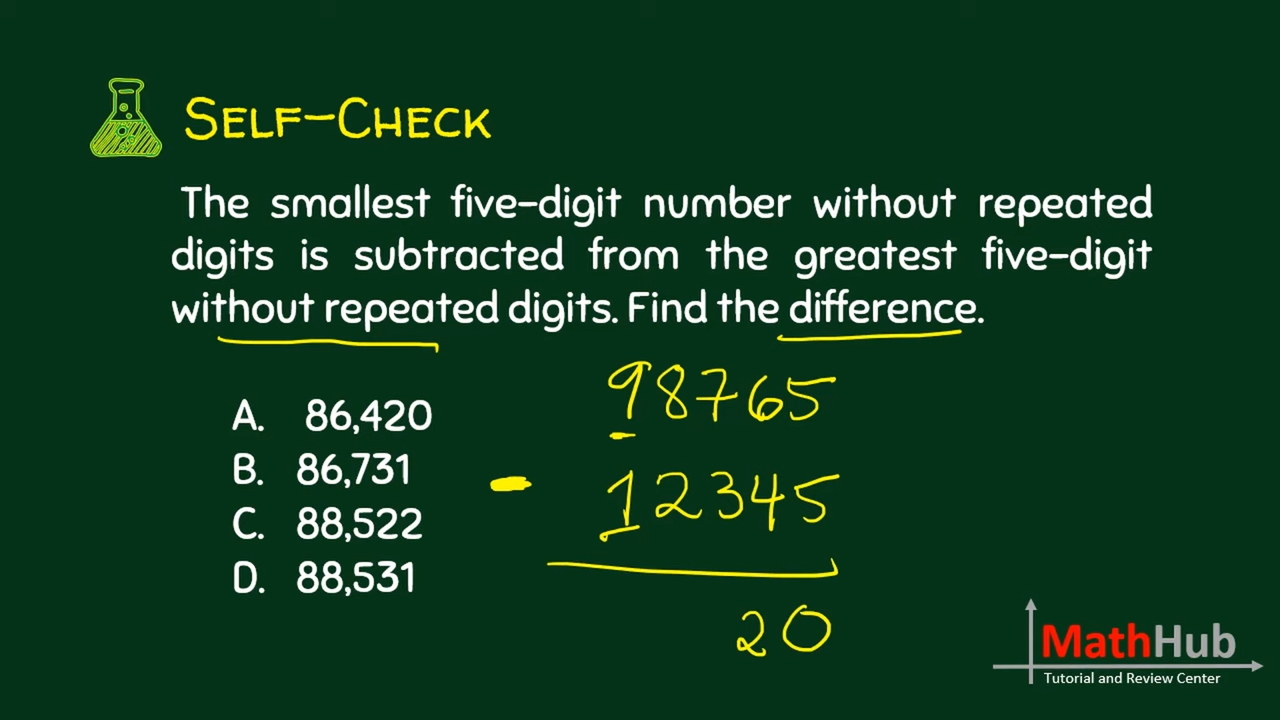 Self-Check
The smallest five-digit number without repeated
digits is subtracted from the greatest five-digit
without repeated digits. Find the difference.
A. 86,420
B. 86,731
C. 88,522
D. 88,531
98765
- 12345
20
MathHub
Tutorial and Review Center